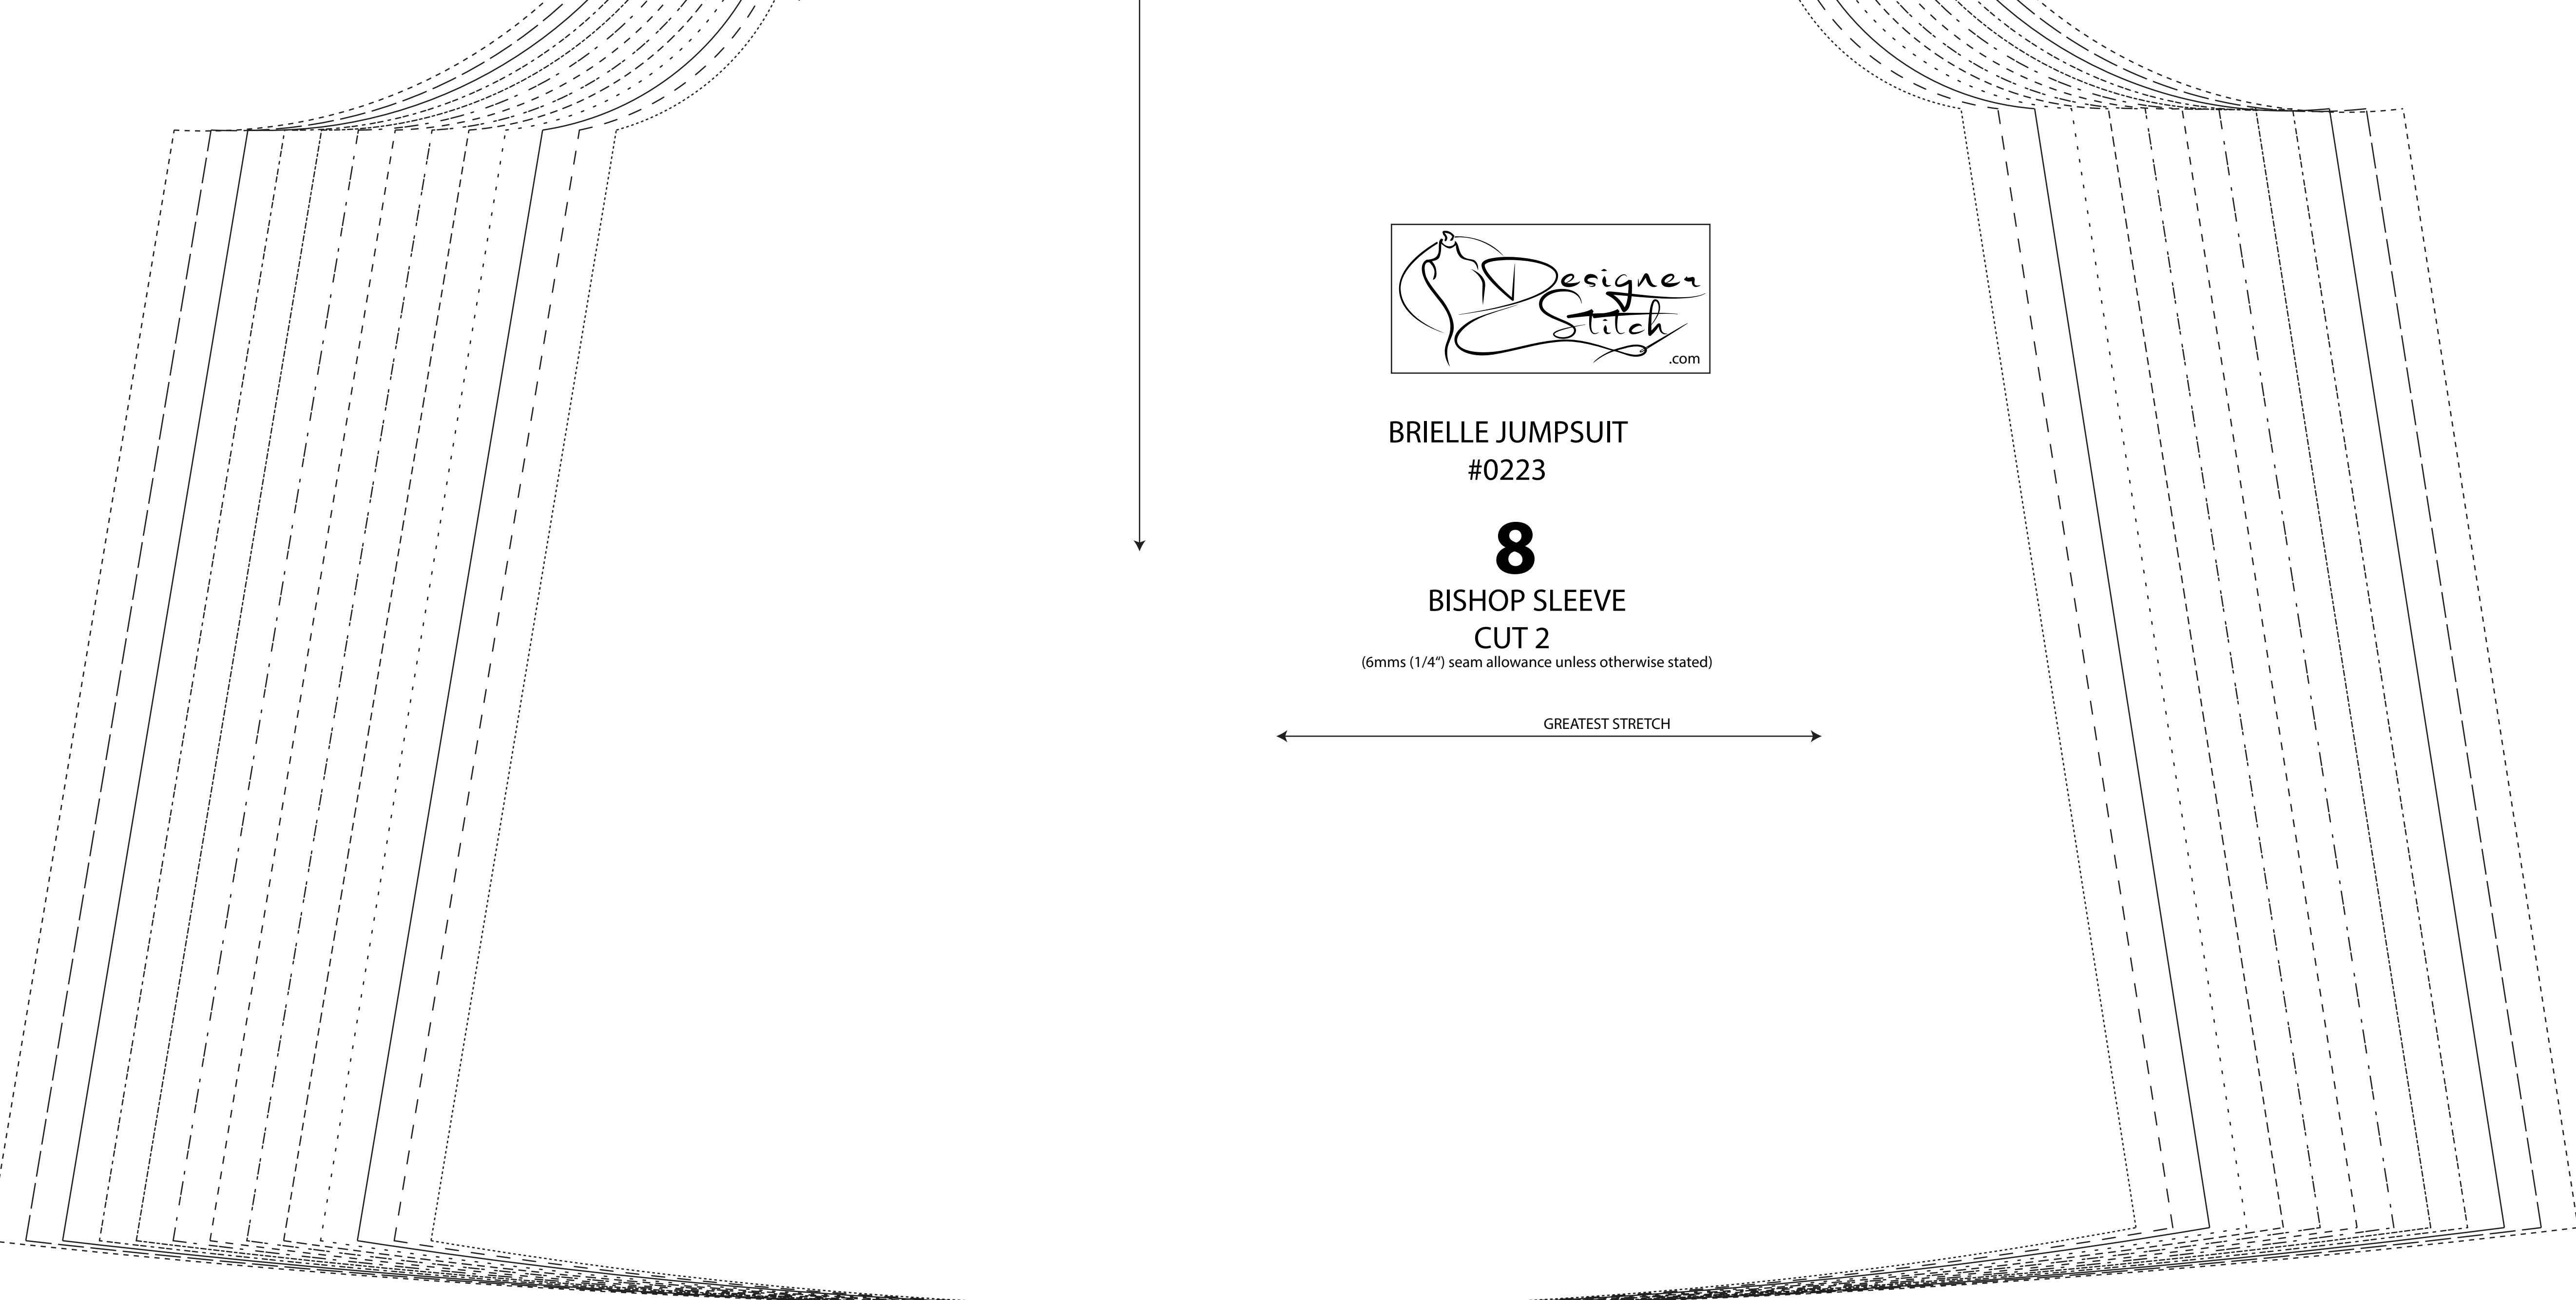 Designer
Stitch
.com
BRIELLE JUMPSUIT
#0223
8
BISHOP SLEEVE
CUT 2
(6mms (1/4“) seam allowance unless otherwise stated)
GREATEST STRETCH